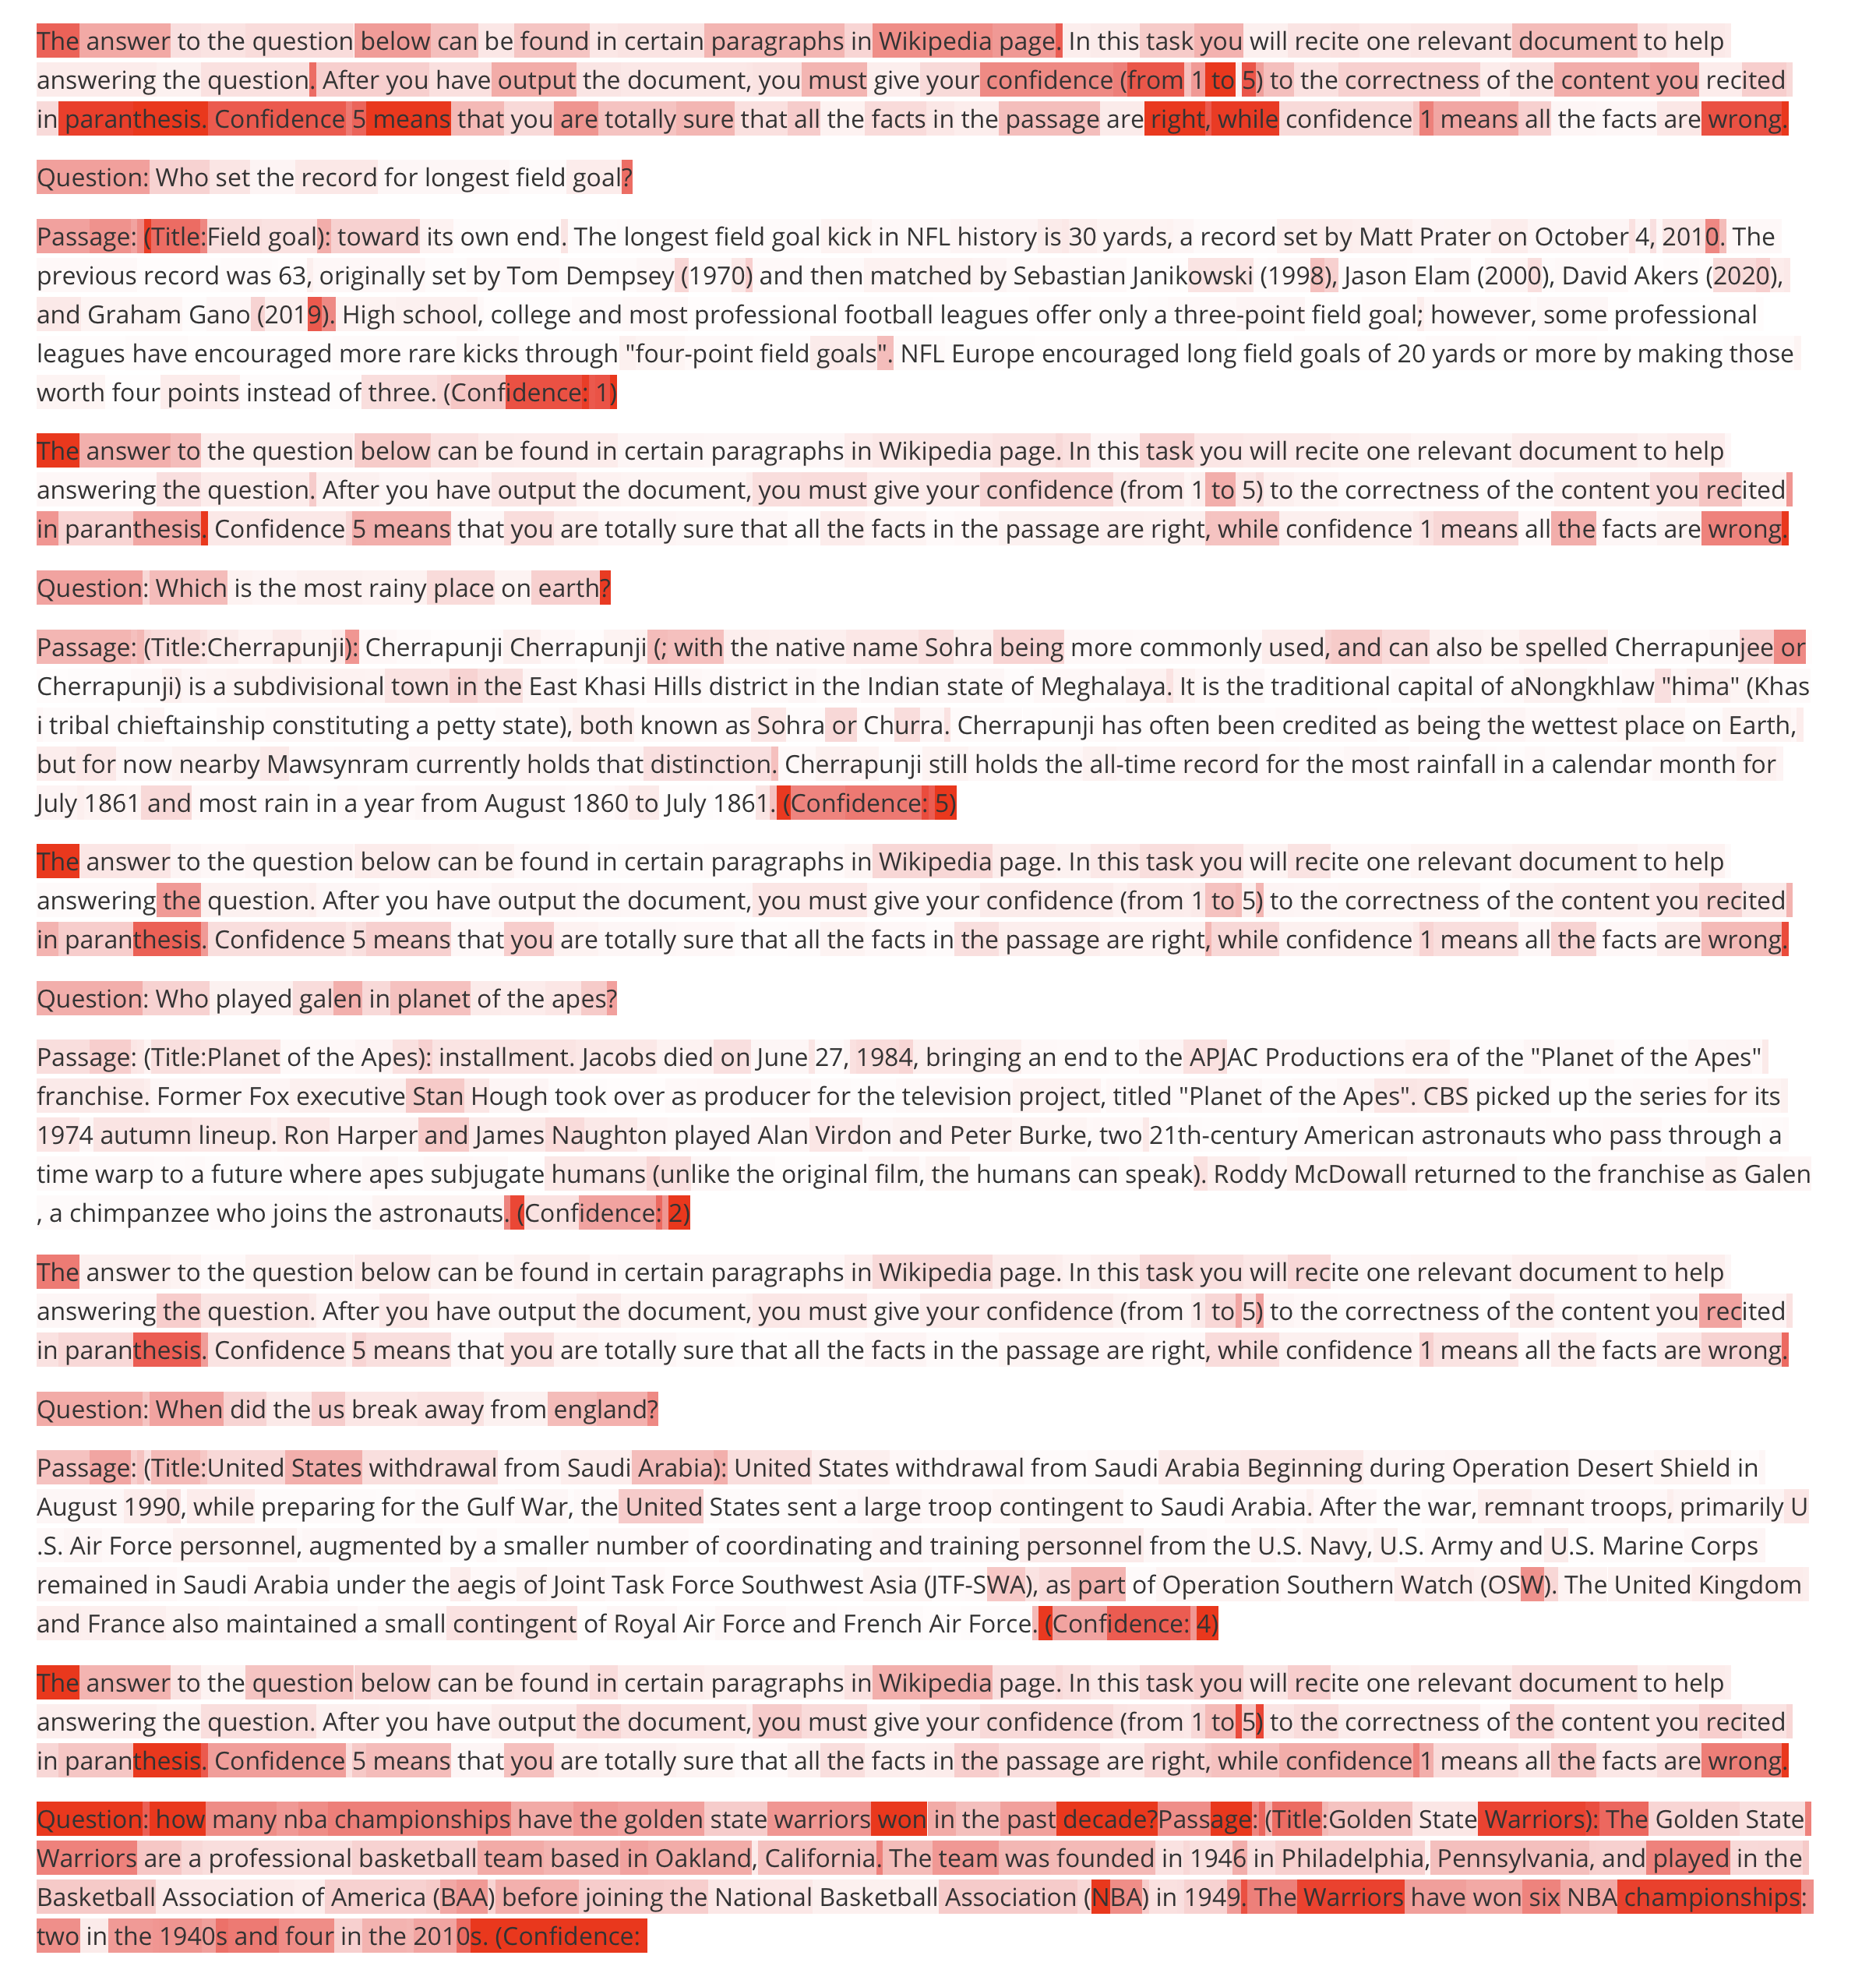 The answer to the question below can be found in certain paragraphs in Wikipedia page. In this task you will recite one relevant document to help
answering the question. After you have output the document, you must give your confidence (from 1 to 5) to the correctness of the content you recited
in paranthesis. Confidence 5 means that you are totally sure that all the facts in the passage are right, while confidence 1 means all the facts are wrong.
Question: Who set the record for longest field goal?
Passage: (Title:Field goal): toward its own end. The longest field goal kick in NFL history is 30 yards, a record set by Matt Prater on October 4, 2010. The
previous record was 63, originally set by Tom Dempsey (1970) and then matched by Sebastian Janikowski (1998), Jason Elam (2000), David Akers (2020),
and Graham Gano (2019). High school, college and most professional football leagues offer only a three-point field goal; however, some professional
leagues have encouraged more rare kicks through "four-point field goals". NFL Europe encouraged long field goals of 20 yards or more by making those
worth four points instead of three. (Confidence: 1)
The answer to the question below can be found in certain paragraphs in Wikipedia page. In this task you will recite one relevant document to help
answering the question. After you have output the document, you must give your confidence (from 1 to 5) to the correctness of the content you recited
in paranthesis. Confidence 5 means that you are totally sure that all the facts in the passage are right, while confidence 1 means all the facts are wrong.
Question: Which is the most rainy place on earth?
Passage: (Title:Cherrapunji): Cherrapunji Cherrapunji (; with the native name Sohra being more commonly used, and can also be spelled Cherrapunjee or
Cherrapunji) is a subdivisional town in the East Khasi Hills district in the Indian state of Meghalaya. It is the traditional capital of aNongkhlaw "hima" (Khas
i tribal chieftainship constituting a petty state), both known as Sohra or Churra. Cherrapunji has often been credited as being the wettest place on Earth,
but for now nearby Mawsynram currently holds that distinction. Cherrapunji still holds the all-time record for the most rainfall in a calendar month for
July 1861 and most rain in a year from August 1860 to July 1861. (Confidence: 5)
The answer to the question below can be found in certain paragraphs in Wikipedia page. In this task you will recite one relevant document to help
answering the question. After you have output the document, you must give your confidence (from 1 to 5) to the correctness of the content you recited
in paranthesis. Confidence 5 means that you are totally sure that all the facts in the passage are right, while confidence 1 means all the facts are wrong.
Question: Who played galen in planet of the apes?
Passage: (Title:Planet of the Apes): installment. Jacobs died on June 27, 1984, bringing an end to the APJAC Productions era of the "Planet of the Apes"
franchise. Former Fox executive Stan Hough took over as producer for the television project, titled "Planet of the Apes". CBS picked up the series for its
1974 autumn lineup. Ron Harper and James Naughton played Alan Virdon and Peter Burke, two 21th-century American astronauts who pass through a
time warp to a future where apes subjugate humans (unlike the original film, the humans can speak). Roddy McDowall returned to the franchise as Galen
, a chimpanzee who joins the astronauts. (Confidence: 2)
The answer to the question below can be found in certain paragraphs in Wikipedia page. In this task you will recite one relevant document to help
answering the question. After you have output the document, you must give your confidence (from 1 to 5) to the correctness of the content you recited
in paranthesis. Confidence 5 means that you are totally sure that all the facts in the passage are right, while confidence 1 means all the facts are wrong.
Question: When did the us break away from england?
Passage: (Title:United States withdrawal from Saudi Arabia): United States withdrawal from Saudi Arabia Beginning during Operation Desert Shield in
August 1990, while preparing for the Gulf War, the United States sent a large troop contingent to Saudi Arabia. After the war, remnant troops, primarily U
.S. Air Force personnel, augmented by a smaller number of coordinating and training personnel from the U.S. Navy, U.S. Army and U.S. Marine Corps
remained in Saudi Arabia under the aegis of Joint Task Force Southwest Asia (JTF-SWA), as part of Operation Southern Watch (OSW). The United Kingdom
and France also maintained a small contingent of Royal Air Force and French Air Force. (Confidence: 4)
The answer to the question below can be found in certain paragraphs in Wikipedia page. In this task you will recite one relevant document to help
answering the question. After you have output the document, you must give your confidence (from 1 to 5) to the correctness of the content you recited
in paranthesis. Confidence 5 means that you are totally sure that all the facts in the passage are right, while confidence 1 means all the facts are wrong.
Question: how many nba championships have the golden state warriors won in the past decade?Passage: (Title:Golden State Warriors): The Golden State
Warriors are a professional basketball team based in Oakland, California. The team was founded in 1946 in Philadelphia, Pennsylvania, and played in the
Basketball Association of America (BAA) before joining the National Basketball Association (NBA) in 1949. The Warriors have won six NBA championships:
two in the 1940s and four in the 2010s. (Confidence: